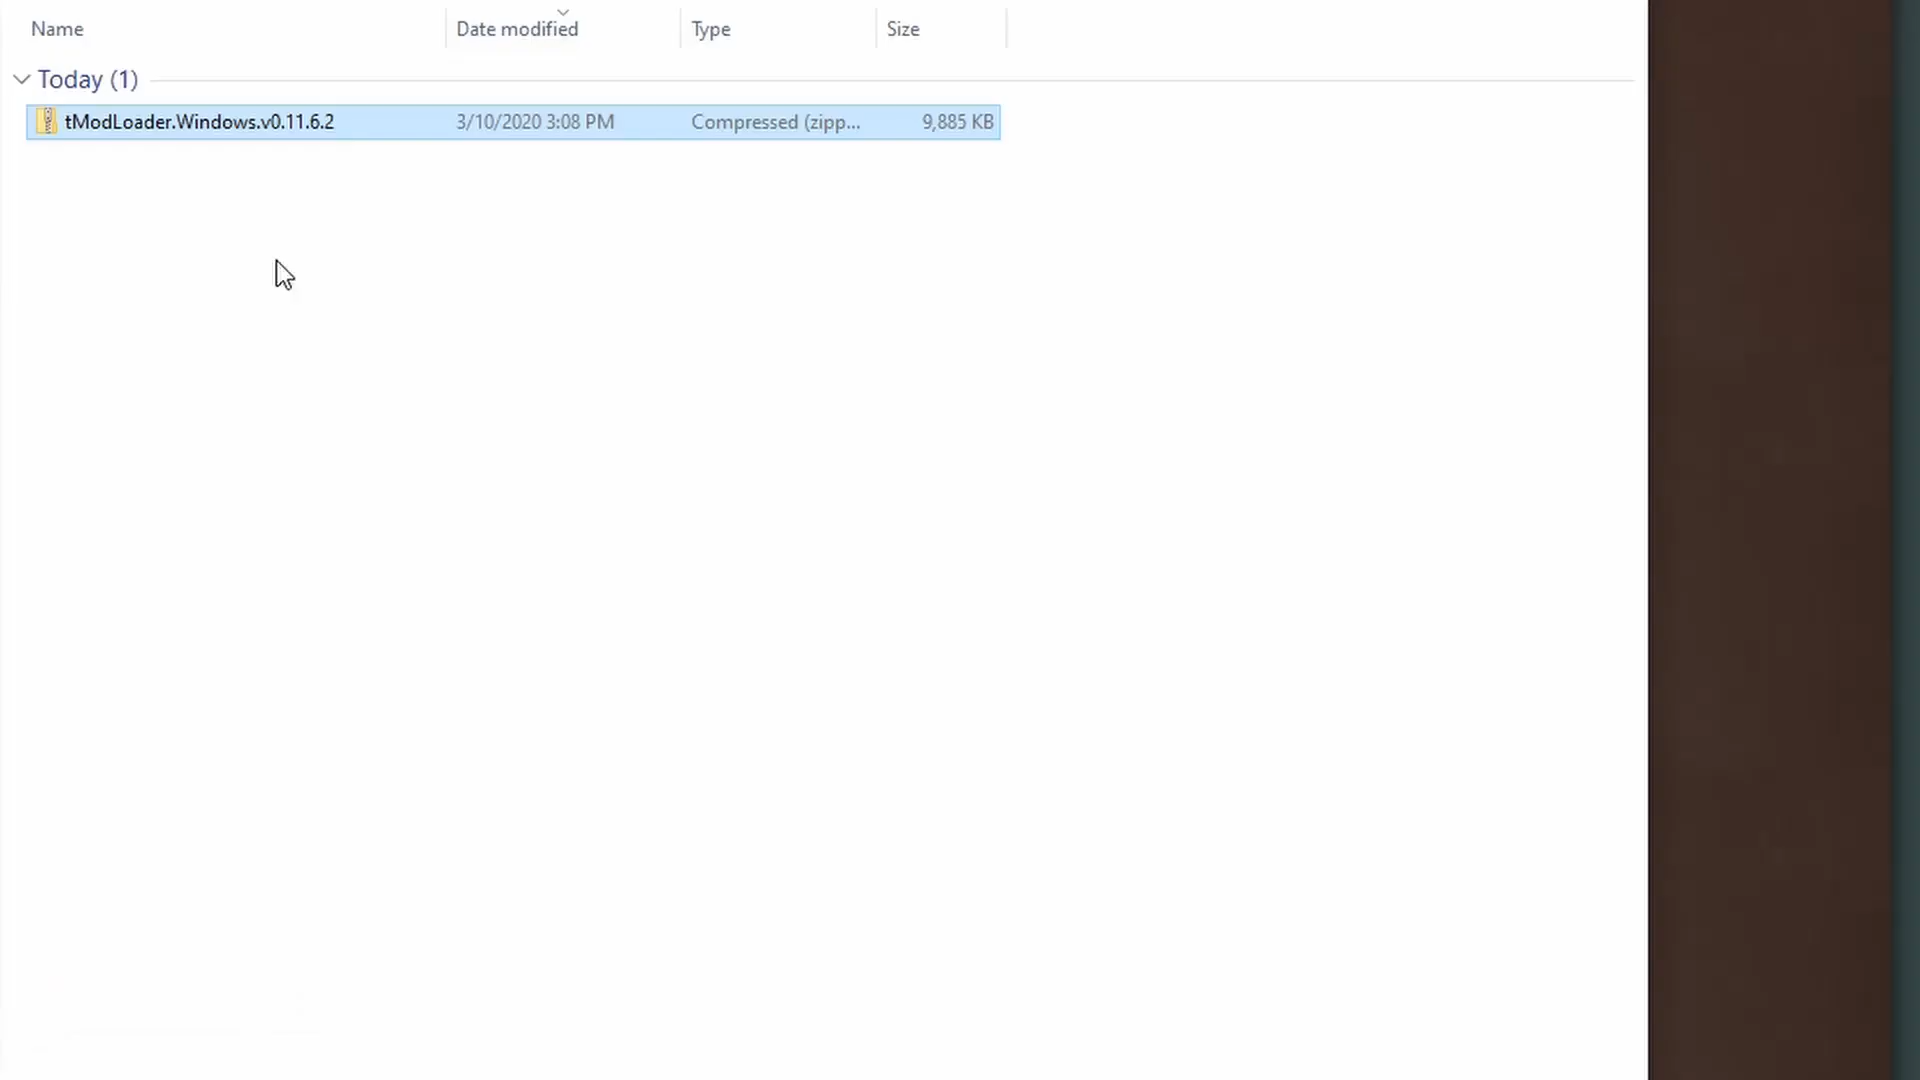 Name Date modified Type Size
Today (1)
tModLoader.Windows.v0.11.6.2 3/10/2020 3:08 PM Compressed (zipp... 9,885 KB